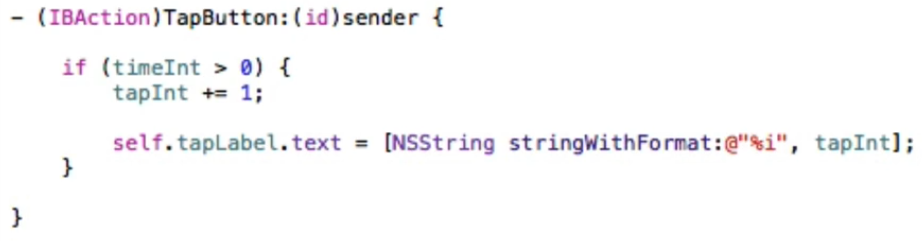 - (IBAction)TapButton:(id)sender {
if (timeInt > 0) {
tapInt += 1;
self.tapLabel.text = [NSString stringWithFormat:@"%i", tapInt];
}
}